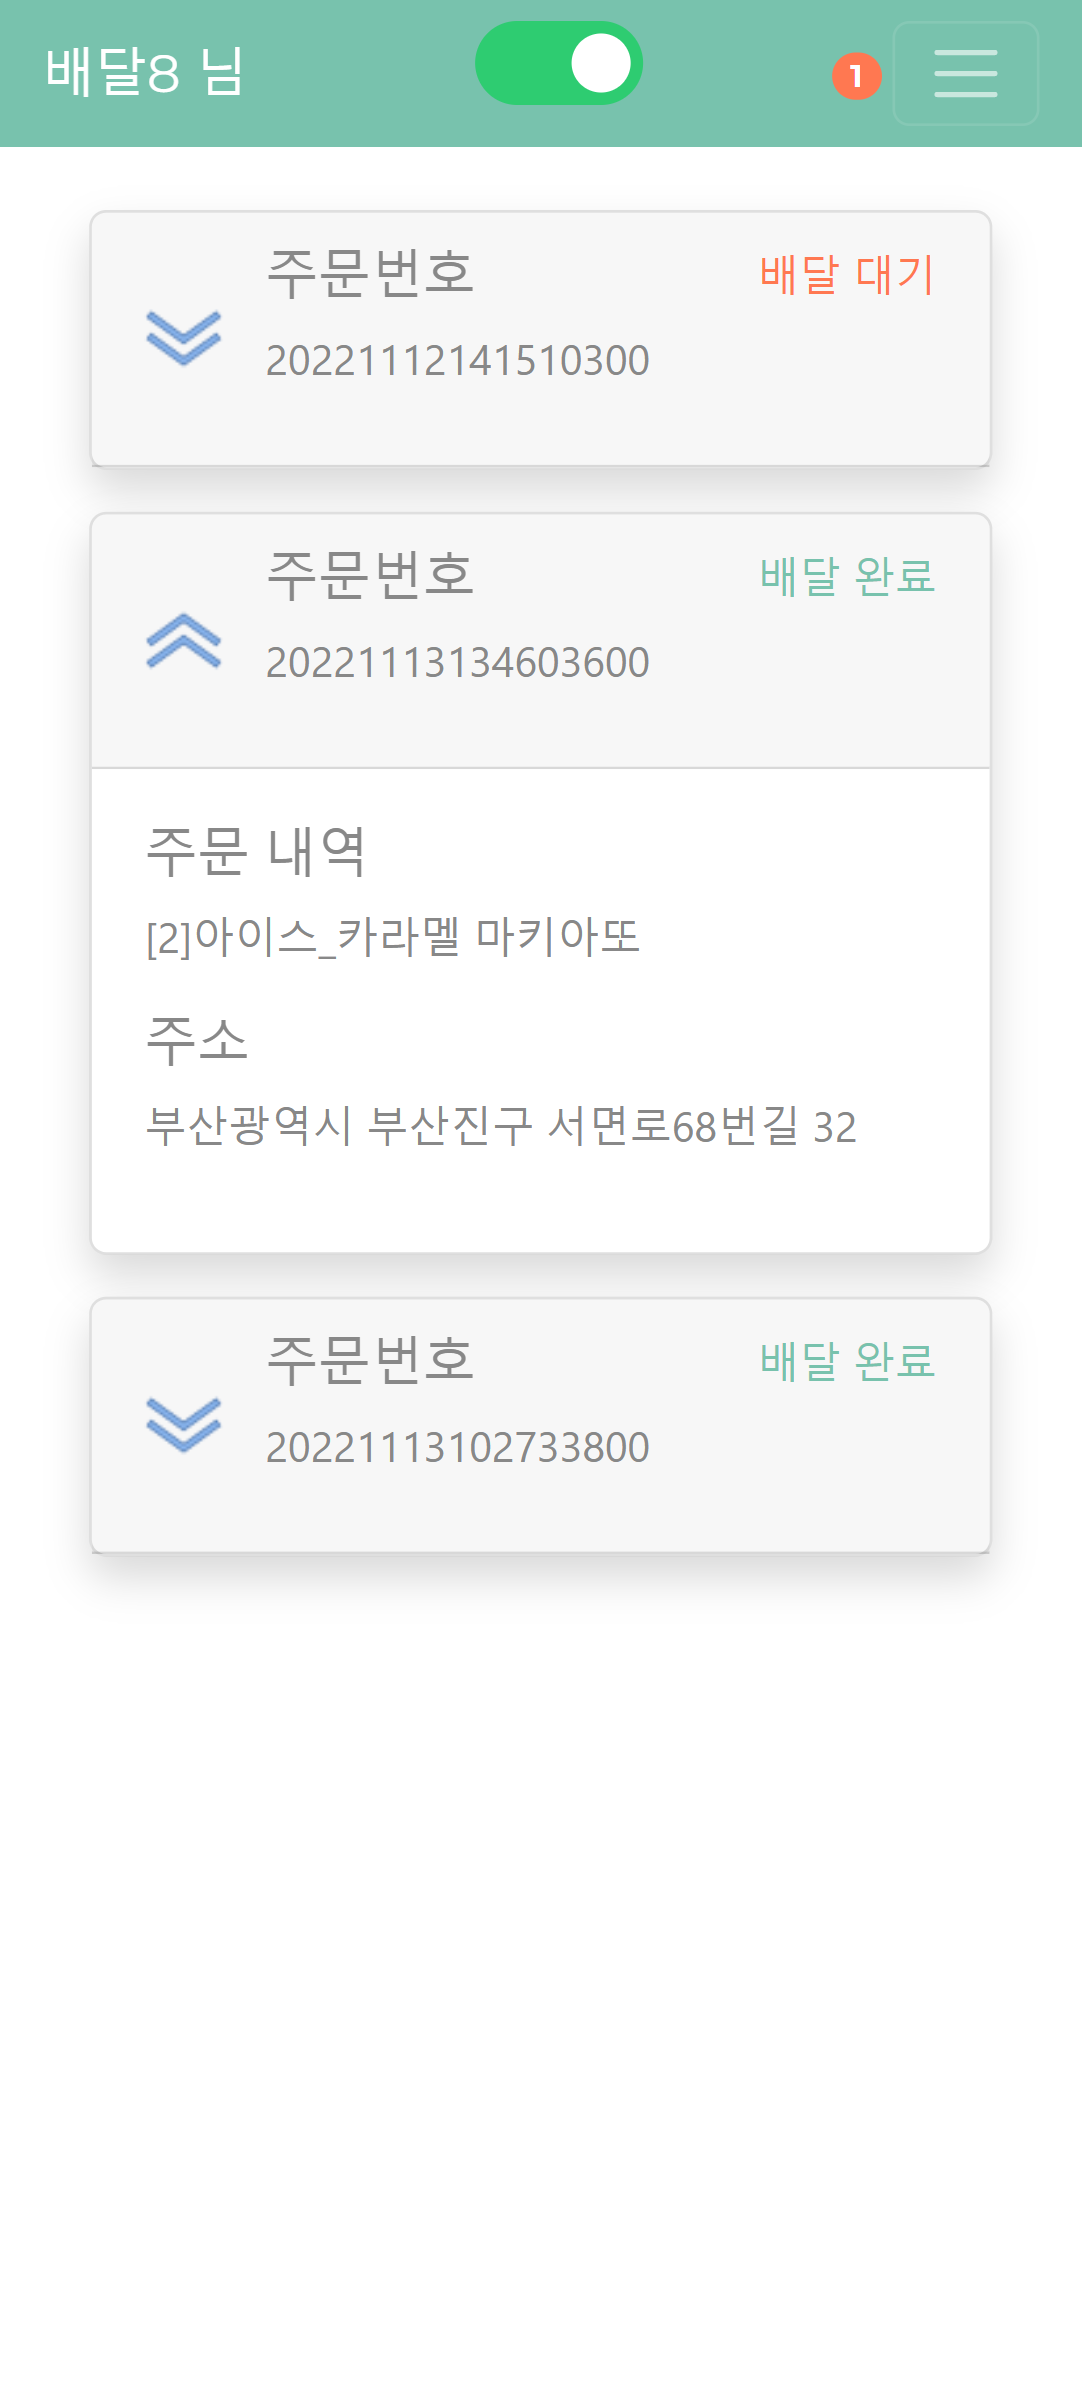 배달8 님
1
주문번호
배달 대기
20221112141510300
주문번호
배달 완료
20221113134603600
주문 내역
[2]아이스_카라멜 마키아또
주소
부산광역시 부산진구 서면로68번길 32
주문번호
배달 완료
20221113102733800